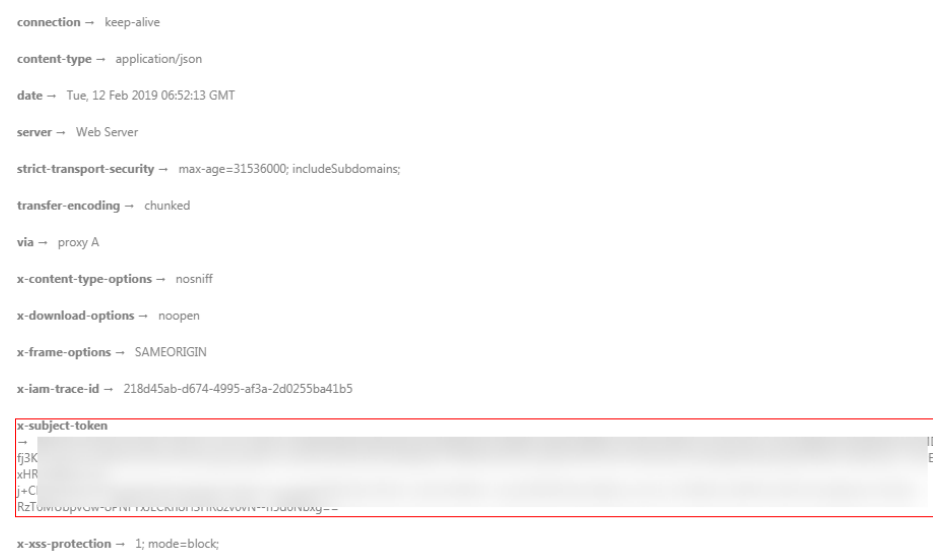 connection → keep-alive
content-type → application/json
date → Tue, 12 Feb 2019 06:52:13 GMT
server → Web Server
strict-transport-security → max-age=31536000; includeSubdomains;
transfer-encoding → chunked
via → proxy A
x-content-type-options → nosniff
x-download-options → noopen
x-frame-options → SAMEORIGIN
x-iam-trace-id → 218d45ab-d674-4995-af3a-2d0255ba41b5
x-subject-token
→
fj3K
xHR
j+C
x-xss-protection → 1; mode=block;